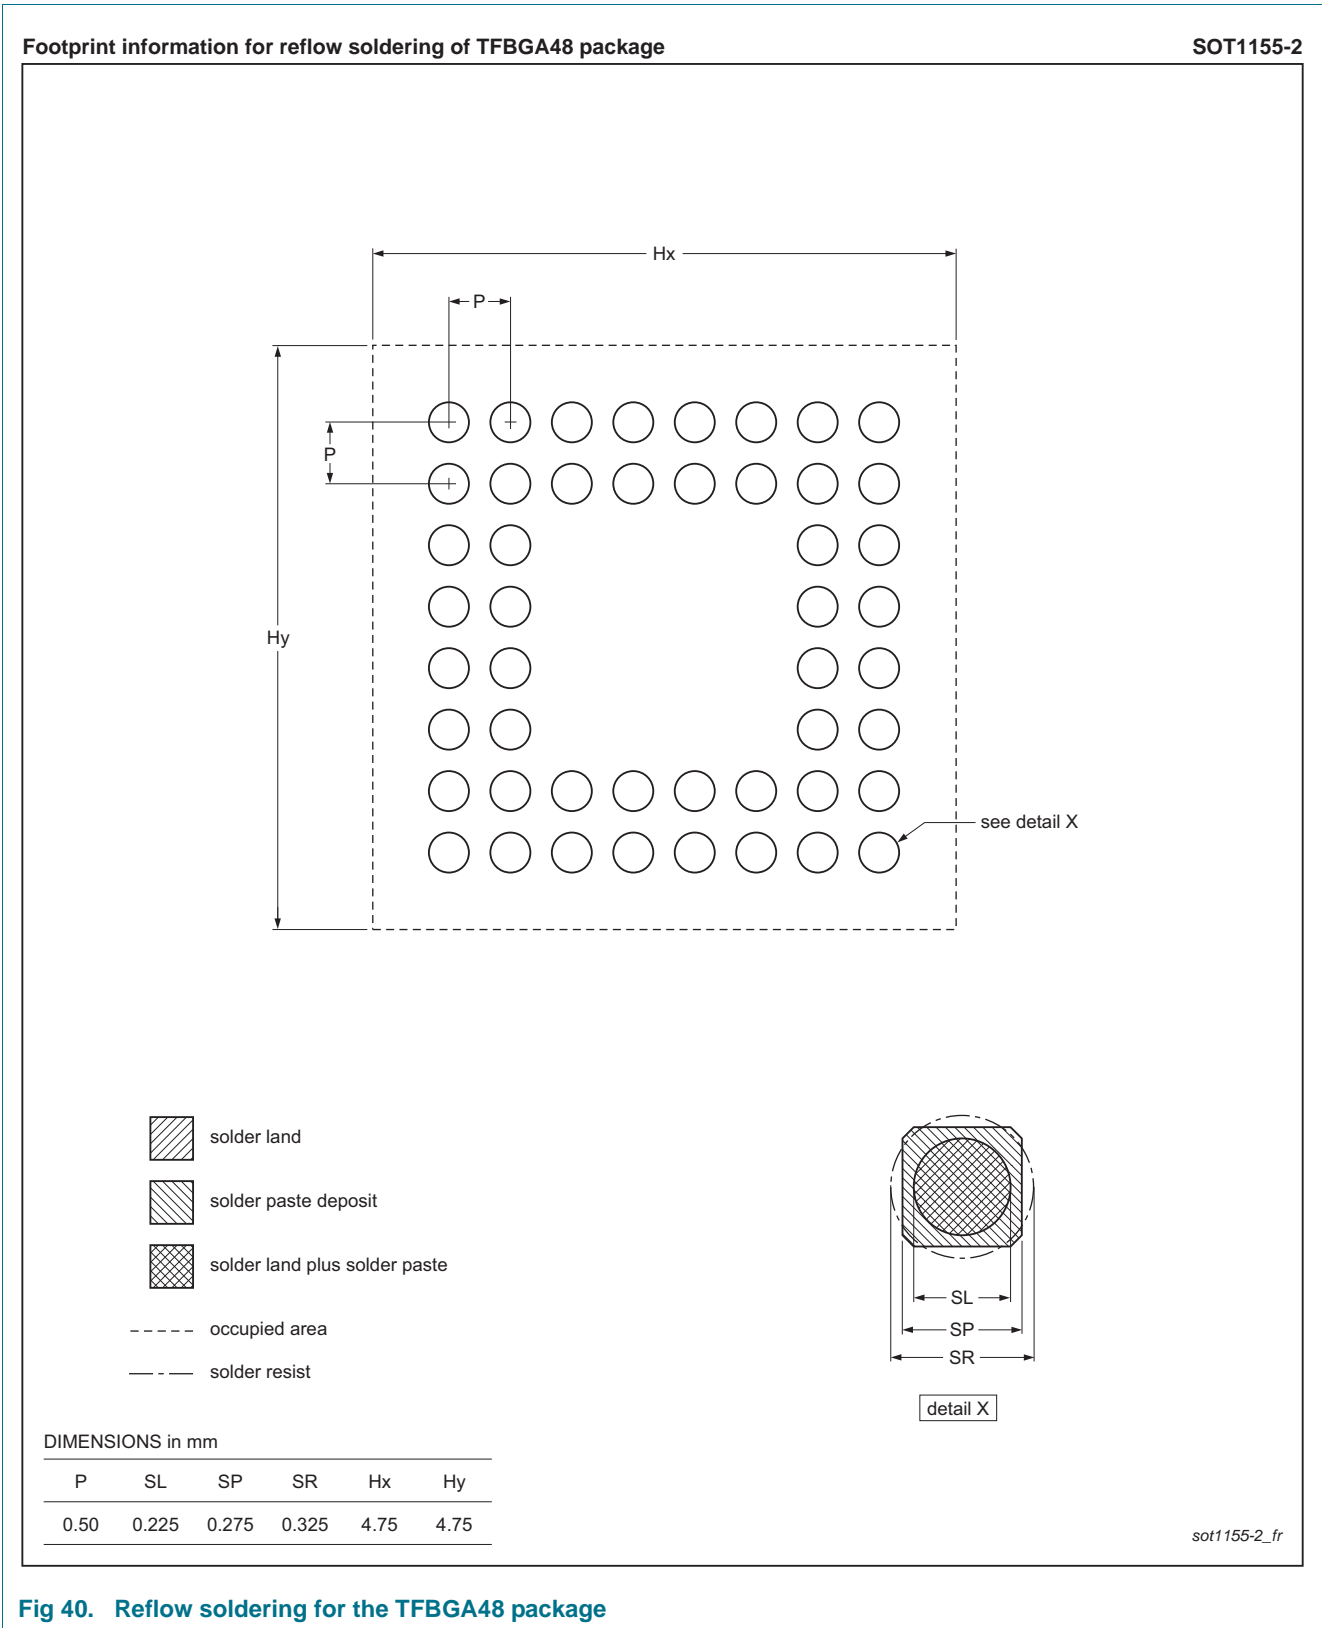 Footprint information for reflow soldering of TFBGA48 package SOT1155-2
Hx
P
P
Hy
see detail X
solder land
solder paste deposit
solder land plus solder paste
occupied area
solder resist
SL
SP
SR
detail X
DIMENSIONS in mm
P SL SP SR Hx Hy
0.50 0.225 0.275 0.325 4.75 4.75
sot1155-2_fr
Fig 40. Reflow soldering for the TFBGA48 package